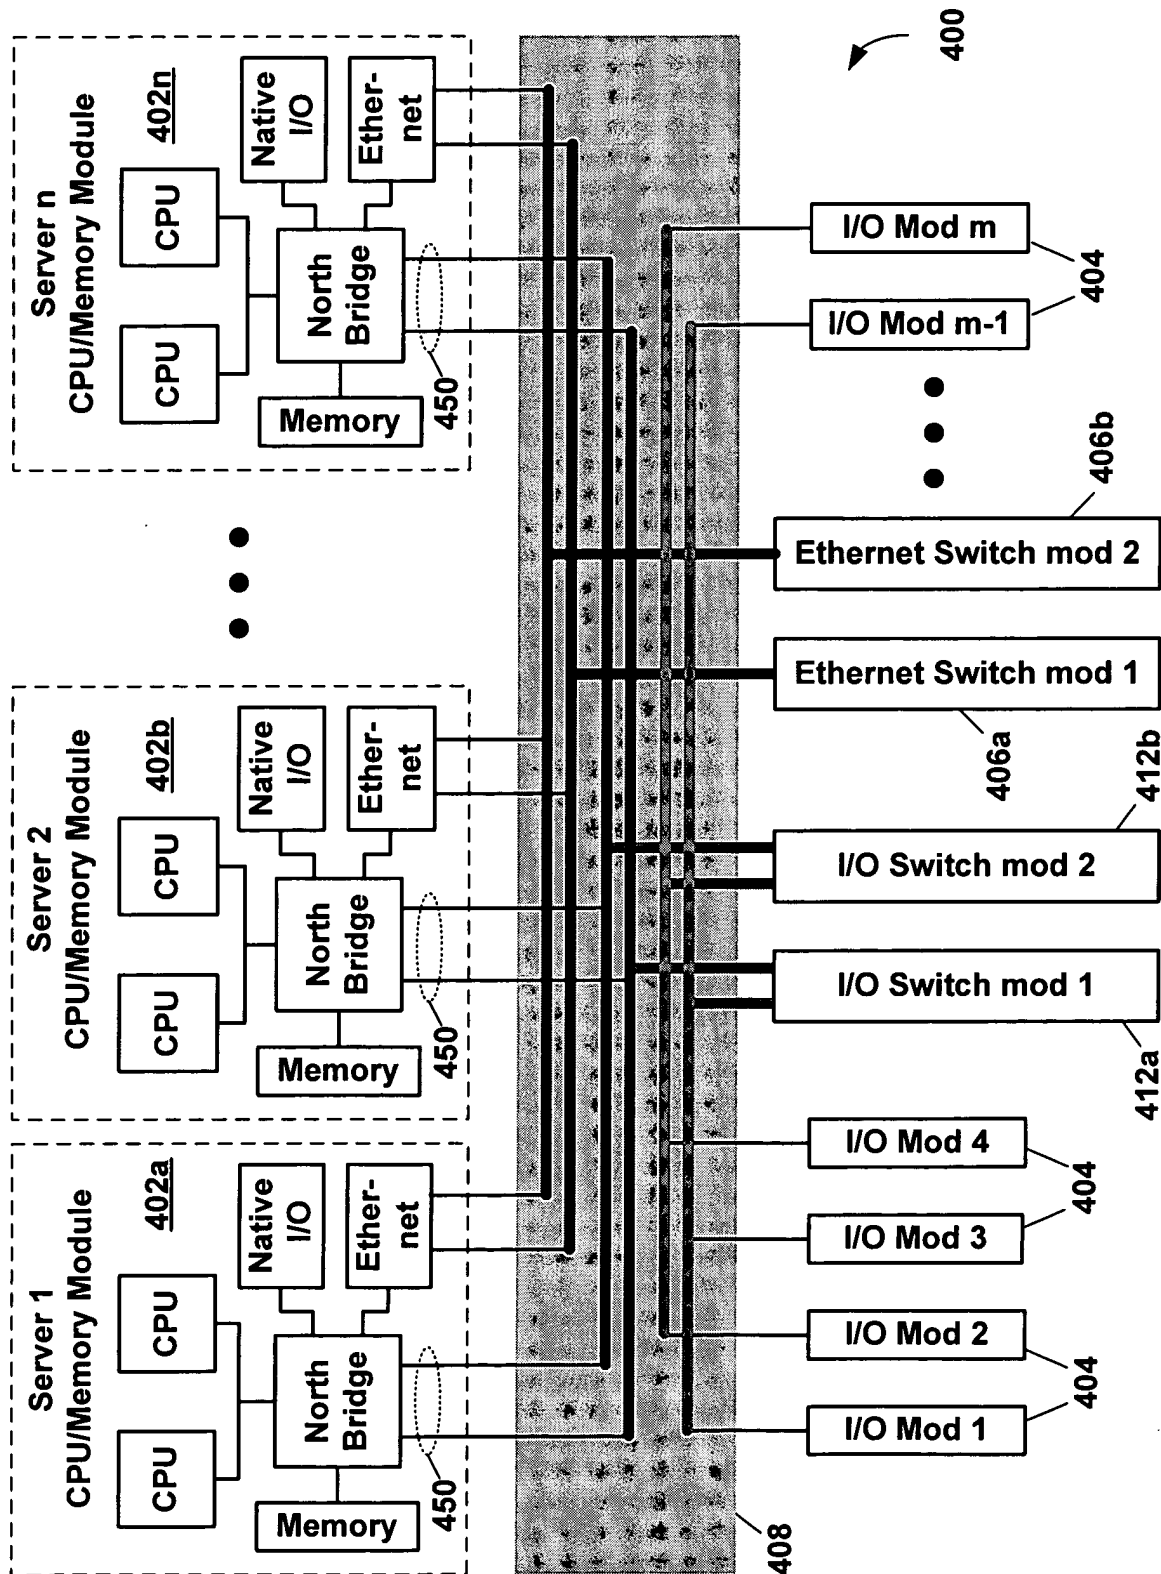 Server 1
CPU/Memory Module
402a
CPU
CPU
Memory
North
Bridge
Native
I/O
Ether-
net
450
Server 2
CPU/Memory Module
402b
CPU
CPU
Memory
North
Bridge
Native
I/O
Ether-
net
450
Server n
CPU/Memory Module
402n
CPU
CPU
Memory
North
Bridge
Native
I/O
Ether-
net
450
408
I/O Mod 1
I/O Mod 2
404
I/O Mod 3
I/O Mod 4
404
I/O Switch mod 1
412a
I/O Switch mod 2
412b
Ethernet Switch mod 1
406a
Ethernet Switch mod 2
406b
I/O Mod m-1
I/O Mod m
404
400